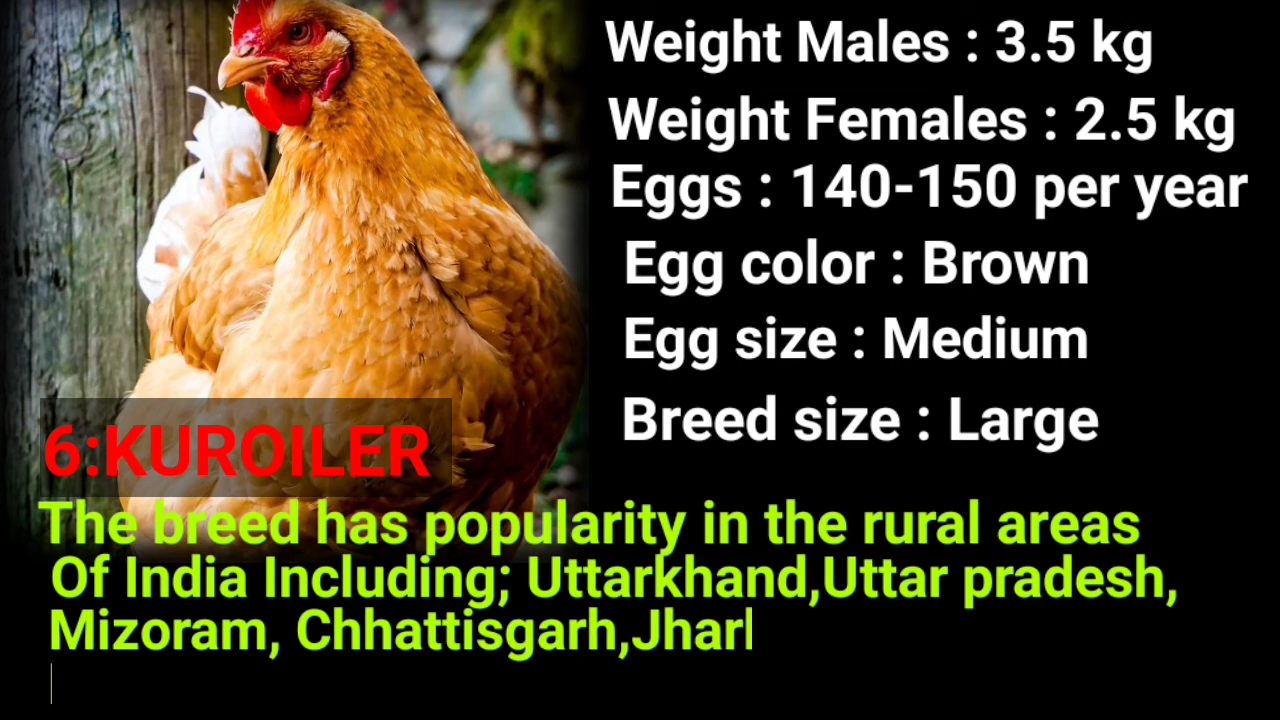 Weight Males : 3.5 kg
Weight Females : 2.5 kg
Eggs : 140-150 per year
Egg color : Brown
Egg size : Medium
Breed size : Large
6:KUROILER
The breed has popularity in the rural areas
Of India Including; Uttarkhand,Uttar pradesh,
Mizoram, Chhattisgarh,Jhar